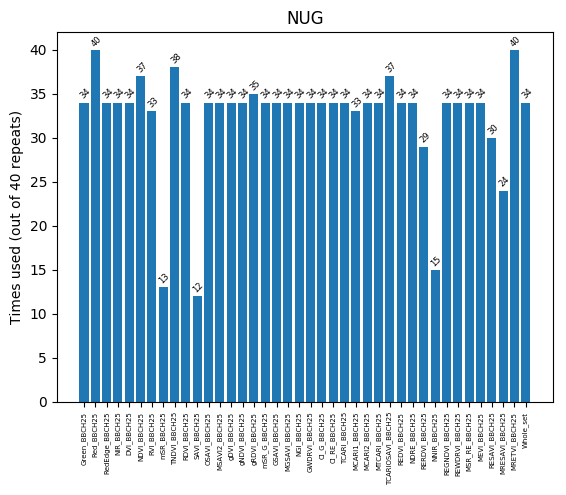 NUG
Times used (out of 40 repeats)
40
35
30
25
20
15
10
5
0
34
40
34
34
34
37
33
13
38
34
12
34
34
34
34
35
34
34
34
34
34
34
34
34
33
34
34
37
34
34
29
15
34
34
34
34
30
24
40
34
Green_BBCH25
Red_BBCH25
RedEdge_BBCH25
NIR_BBCH25
DVI_BBCH25
NDVI_BBCH25
RVI_BBCH25
mSR_BBCH25
TNDVI_BBCH25
RDVI_BBCH25
SAVI_BBCH25
OSAVI_BBCH25
MSAVI2_BBCH25
gDVI_BBCH25
gNDVI_BBCH25
gRDVI_BBCH25
mSR_G_BBCH25
GSAVI_BBCH25
MGSAVI_BBCH25
NGI_BBCH25
GWDRVI_BBCH25
CI_G_BBCH25
CI_RE_BBCH25
TCARI_BBCH25
MCARI1_BBCH25
MCARI2_BBCH25
MTCARI_BBCH25
TCARIOSAVI_BBCH25
REDVI_BBCH25
NDRE_BBCH25
RERDVI_BBCH25
NNIR_BBCH25
REGNDVI_BBCH25
REWDRVI_BBCH25
MSR_RE_BBCH25
MEVI_BBCH25
RESAVI_BBCH25
MRESAVI_BBCH25
MRETVI_BBCH25
Whole_set